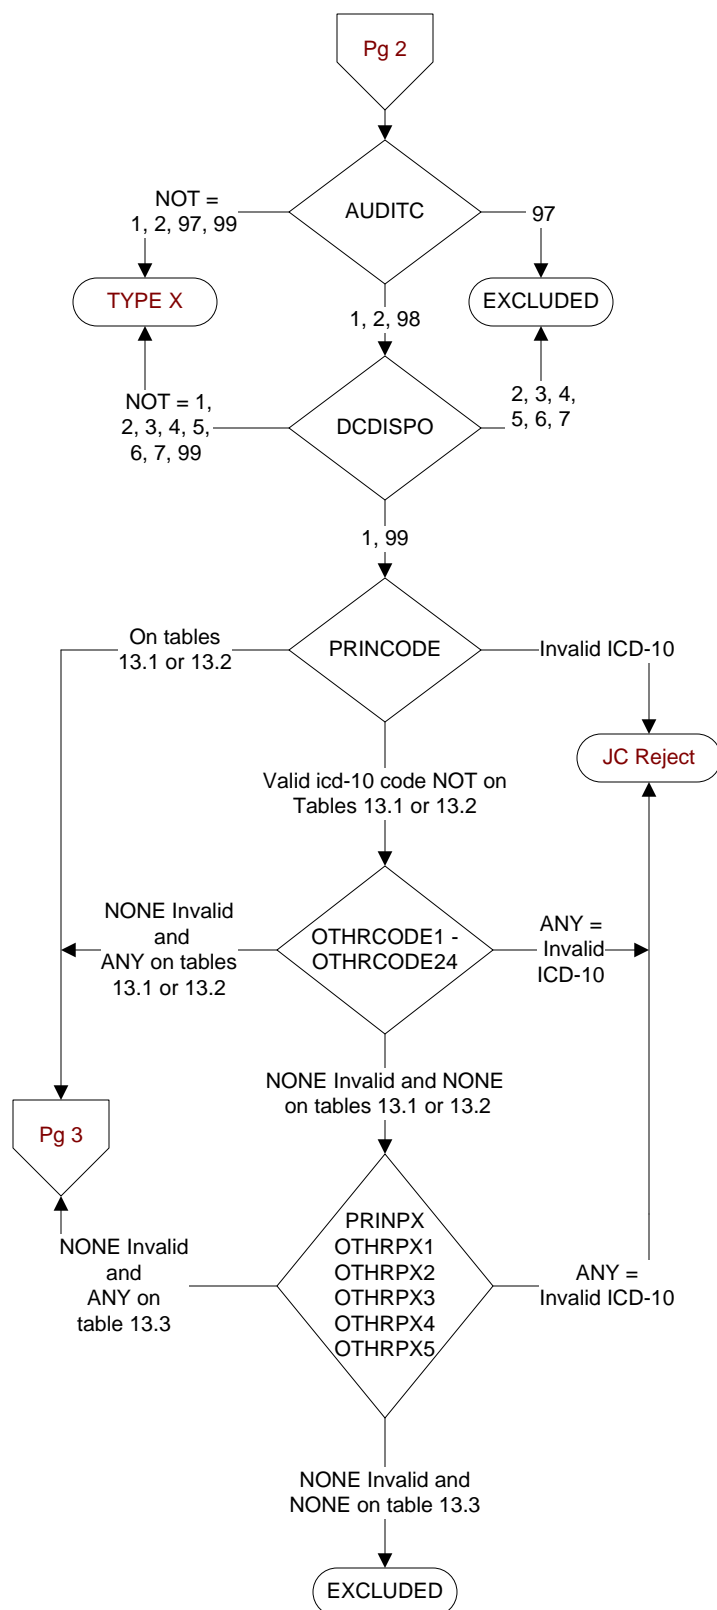 Pg 2
AUDITC
NOT =
1, 2, 97, 99
97
TYPE X
EXCLUDED
1, 2, 98
NOT = 1,
2, 3, 4, 5,
6, 7, 99
DCDISPO
2, 3, 4,
5, 6, 7
1, 99
On tables
13.1 or 13.2
PRINCODE
Invalid ICD-10
JC Reject
Valid icd-10 code NOT on
Tables 13.1 or 13.2
NONE Invalid
and
ANY on tables
13.1 or 13.2
OTHRCODE1 -
OTHRCODE24
ANY =
Invalid
ICD-10
NONE Invalid and NONE
on tables 13.1 or 13.2
Pg 3
NONE Invalid
and
ANY on
table 13.3
PRINPX
OTHRPX1
OTHRPX2
OTHRPX3
OTHRPX4
OTHRPX5
ANY =
Invalid ICD-10
NONE Invalid and
NONE on table 13.3
EXCLUDED